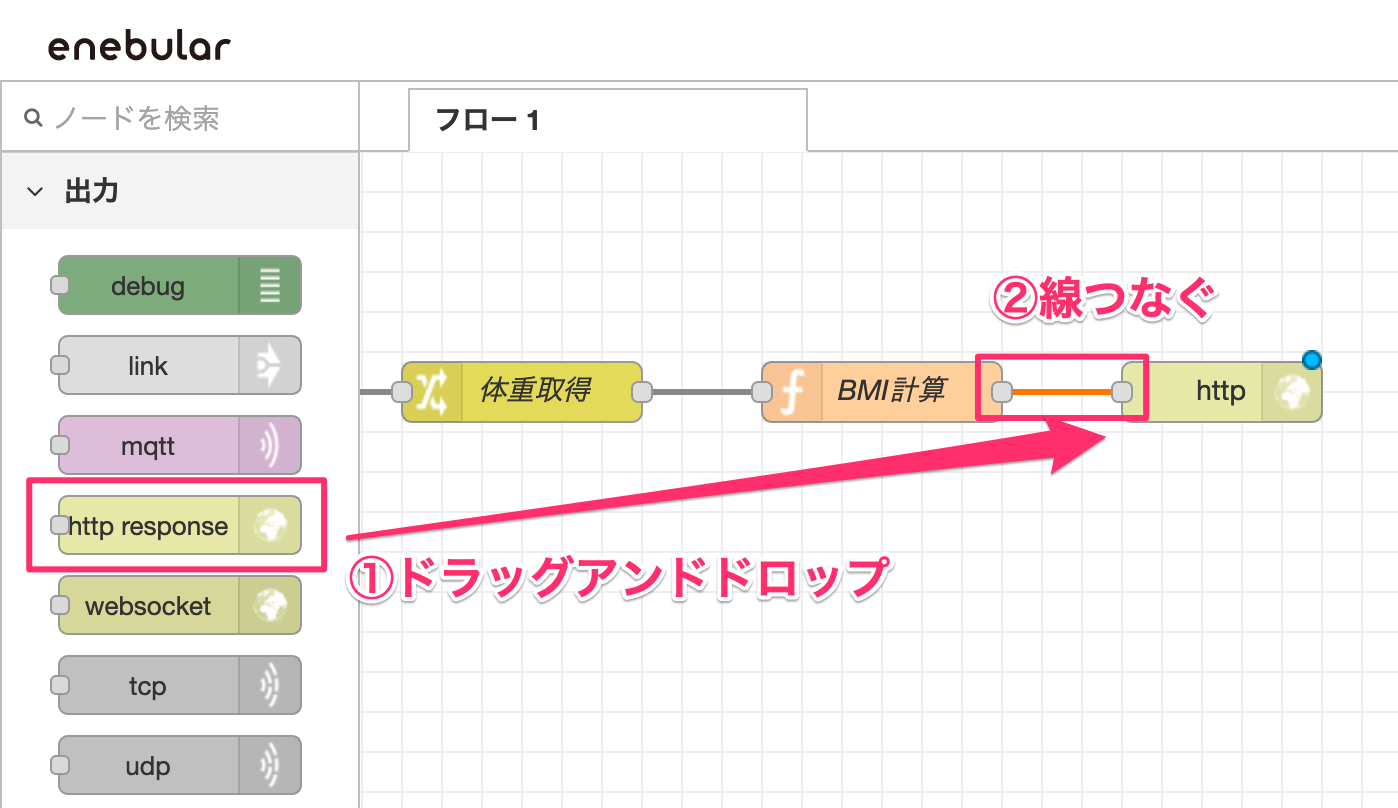 enebular
ノードを検索
フロー 1
出力
debug
link
mqtt
http response
websocket
tcp
udp
体重取得
BMI計算
http
②線つなぐ
①ドラッグアンドドロップ